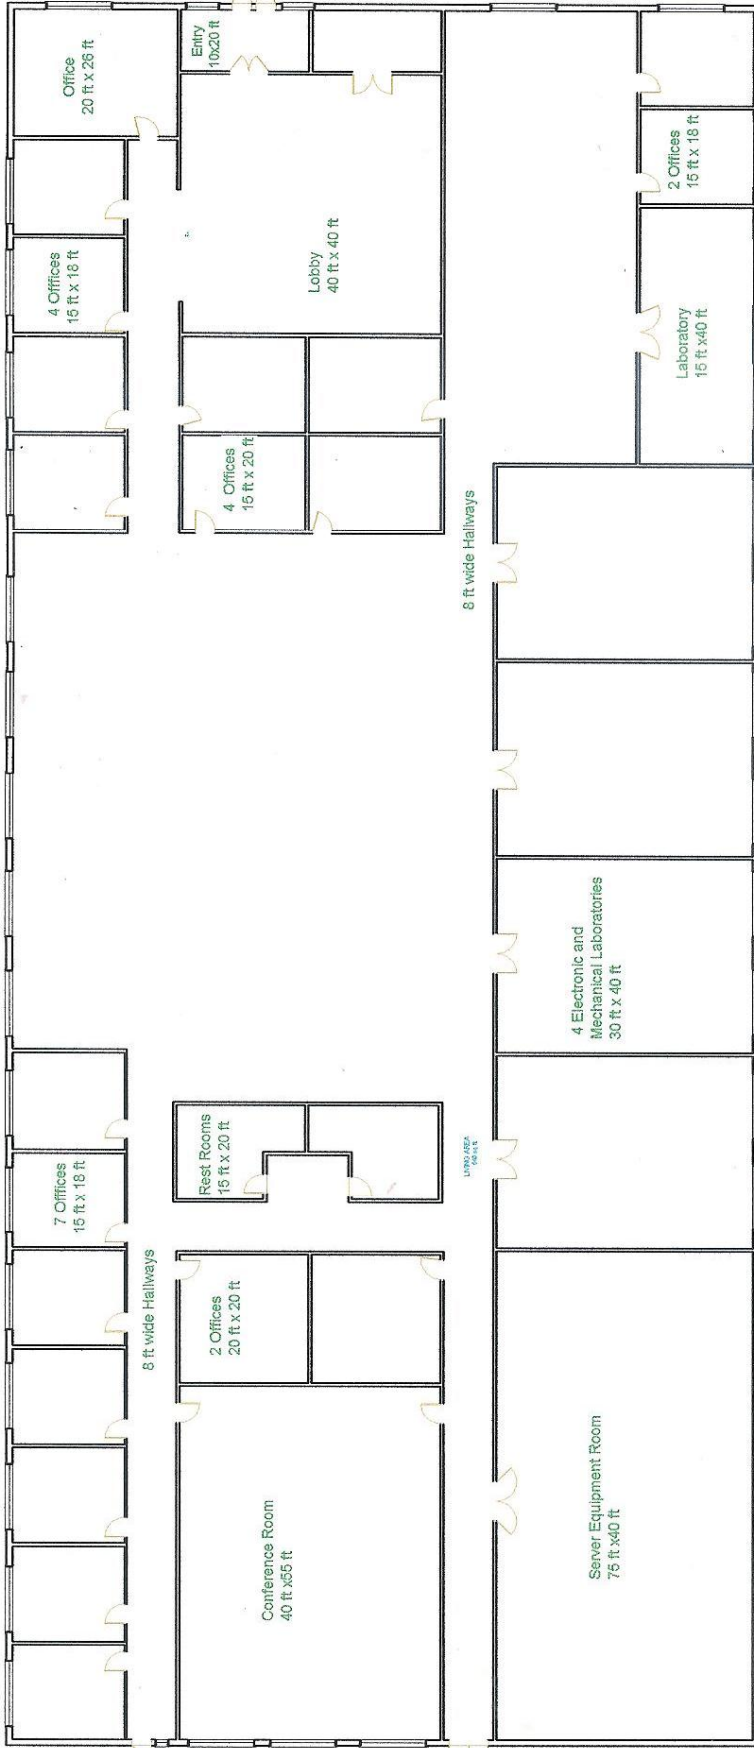 Office
20 ft x 26 ft
Entry
10x20 ft
4 Offfices
15 ft x 18 ft
Lobby
40 ft x 40 ft
2 Offices
15 ft x 18 ft
Laboratory
15 ft x40 ft
4 Offices
15 ft x 20 ft
8 ft wide Hallways
4 Electronic and
Mechanical Laboratories
30 ft x 40 ft
7 Offfices
15 ft x 18 ft
Rest Rooms
15 ft x 20 ft
LIVING AREA
8 ft wide Hallways
2 Offices
20 ft x 20 ft
Conference Room
40 ft x55 ft
Server Equipment Room
75 ft x40 ft